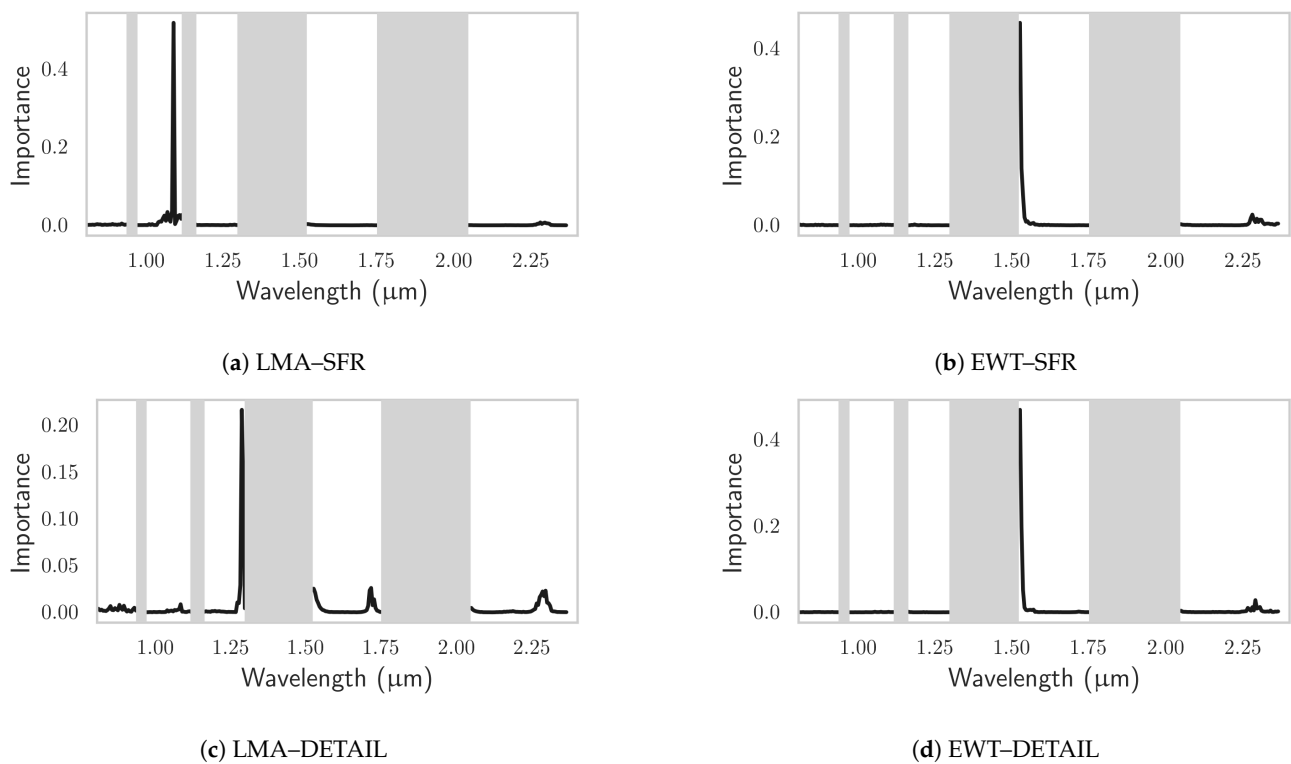 Importance
0.4
0.2
0.0
1.00 1.25 1.50 1.75 2.00 2.25
Wavelength (μm)
(a) LMA–SFR
Importance
0.4
0.2
0.0
1.00 1.25 1.50 1.75 2.00 2.25
Wavelength (μm)
(b) EWT–SFR
Importance
0.20
0.15
0.10
0.05
0.00
1.00 1.25 1.50 1.75 2.00 2.25
Wavelength (μm)
(c) LMA–DETAIL
Importance
0.4
0.2
0.0
1.00 1.25 1.50 1.75 2.00 2.25
Wavelength (μm)
(d) EWT–DETAIL